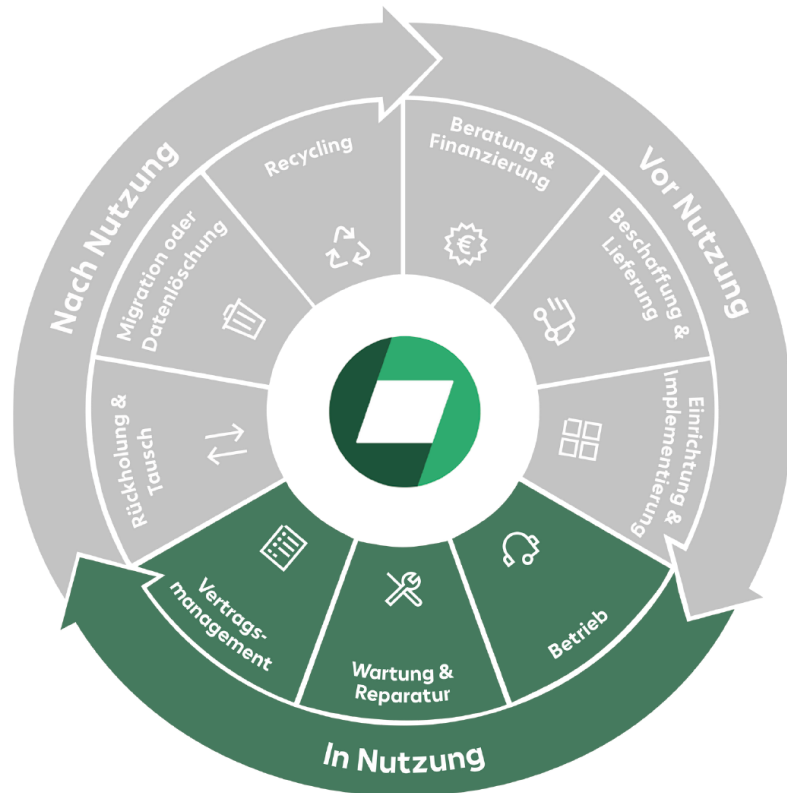 Vor Nutzung
Beratung &
Finanzierung
Beschaffung &
Lieferung
Einrichtung &
Implementierung
In Nutzung
Betrieb
Wartung &
Reparatur
Vertrags-
management
Nach Nutzung
Rückholung &
Tausch
Migration oder
Datenlöschung
Recycling